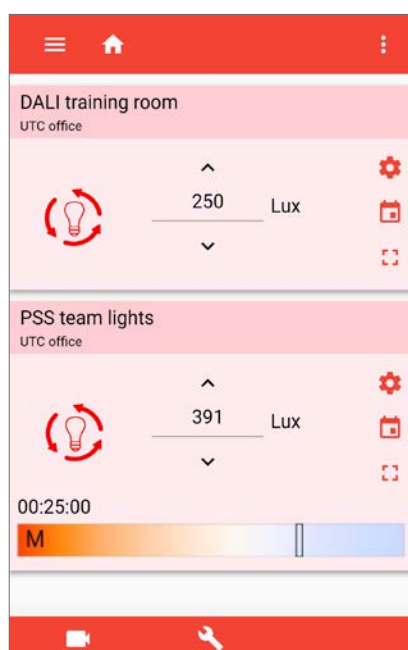 DALI training room
UTC office
250 Lux
PSS team lights
UTC office
391 Lux
00:25:00
M